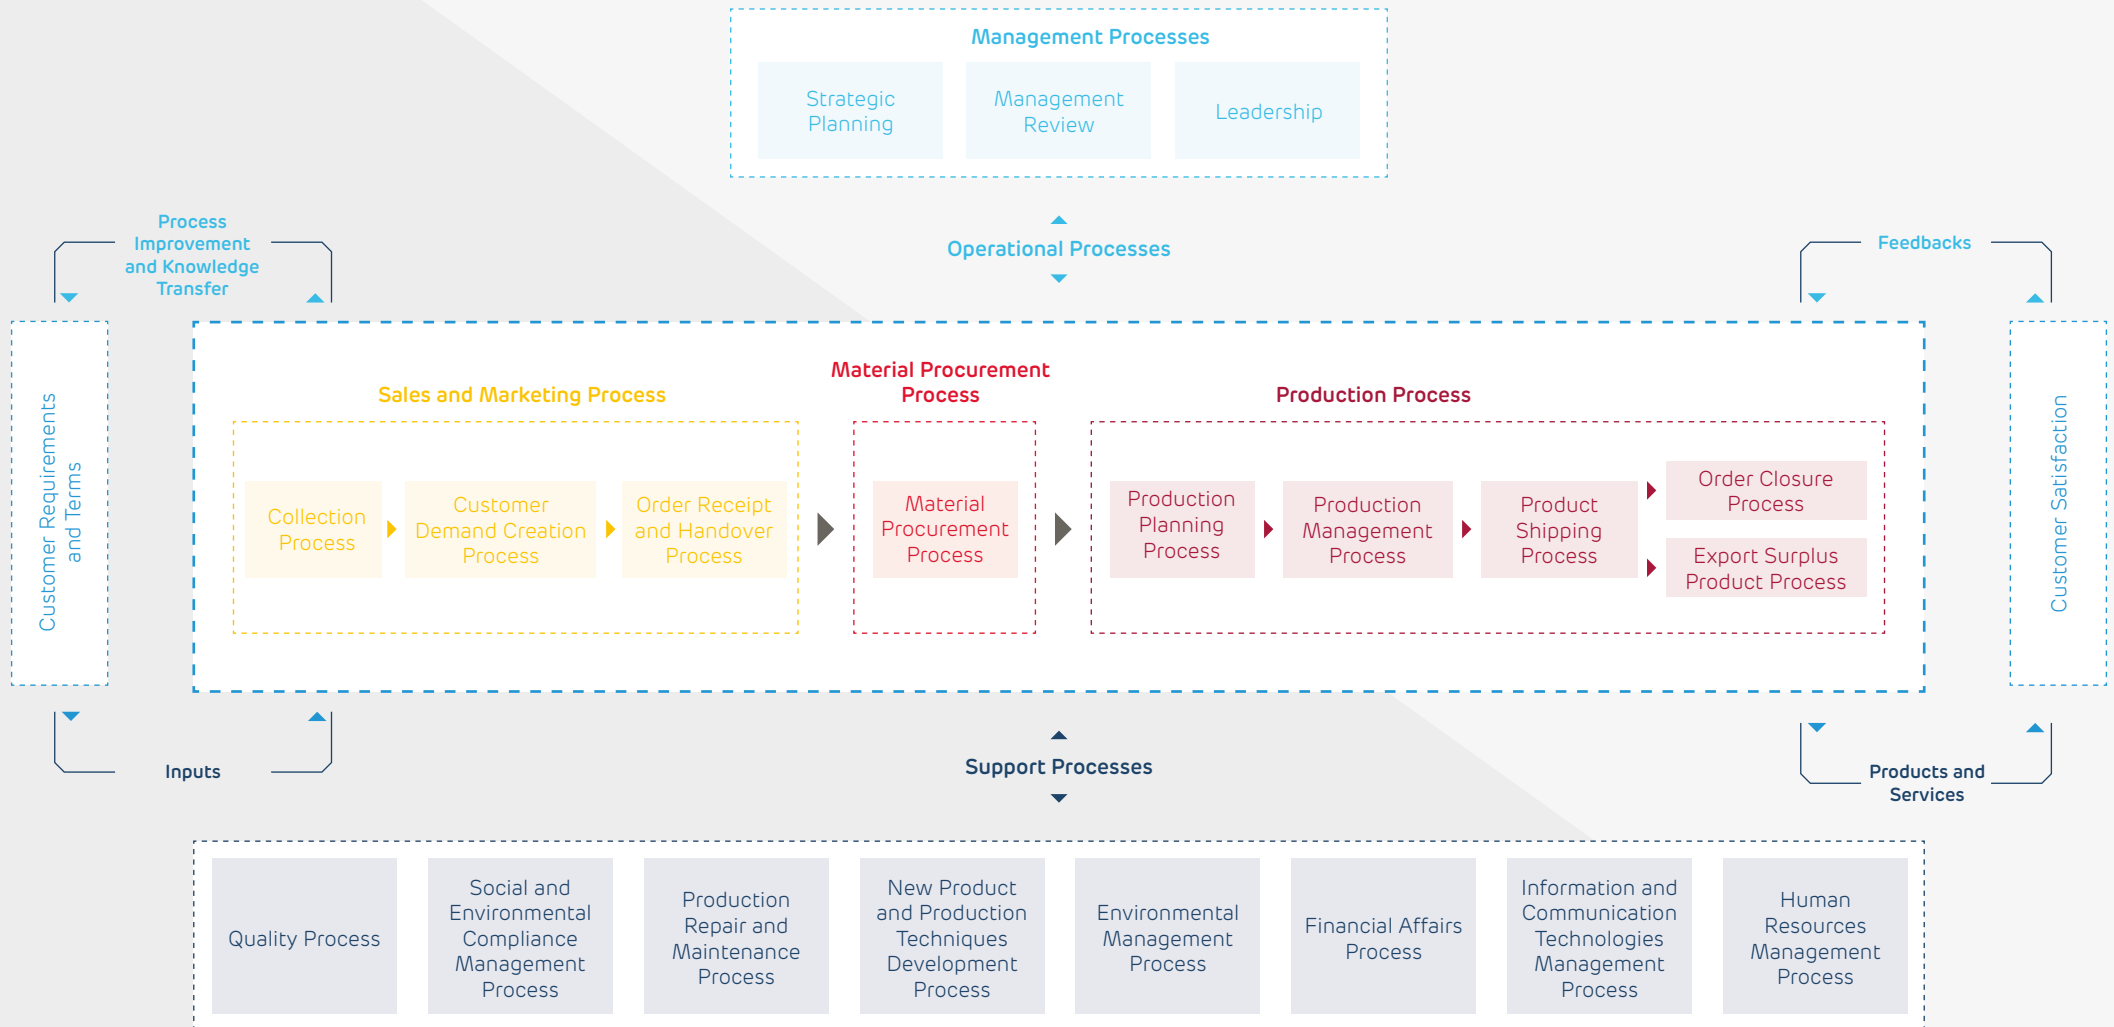 Management Processes
Strategic
Planning
Management
Review
Leadership
Process
Improvement
and Knowledge
Transfer
Operational Processes
Feedbacks
Customer Requirements
and Terms
Sales and Marketing Process
Collection
Process
Customer
Demand Creation
Process
Order Receipt
and Handover
Process
Material Procurement
Process
Material
Procurement
Process
Production Process
Production
Planning
Process
Production
Management
Process
Product
Shipping
Process
Order Closure
Process
Export Surplus
Product Process
Customer Satisfaction
Inputs
Support Processes
Products and
Services
Quality Process
Social and
Environmental
Compliance
Management
Process
Production
Repair and
Maintenance
Process
New Product
and Production
Techniques
Development
Process
Environmental
Management
Process
Financial Affairs
Process
Information and
Communication
Technologies
Management
Process
Human
Resources
Management
Process